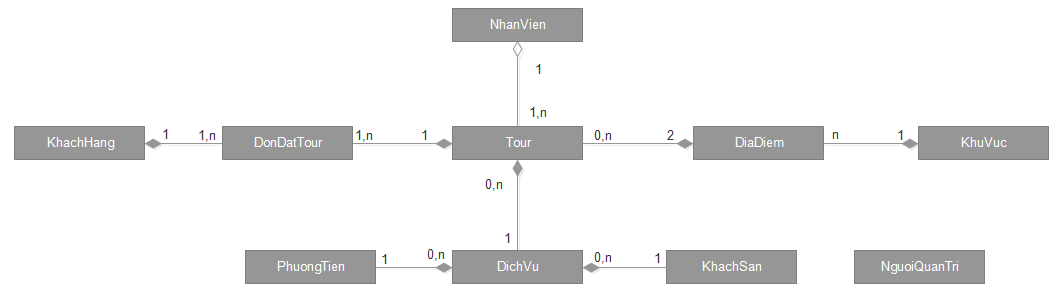 NhanVien
1
1,n
KhachHang
1
1,n
DonDatTour
1,n
1
Tour
0,n
2
DiaDiem
n
1
KhuVuc
0,n
1
PhuongTien
1
0,n
DichVu
0,n
1
KhachSan
NguoiQuanTri